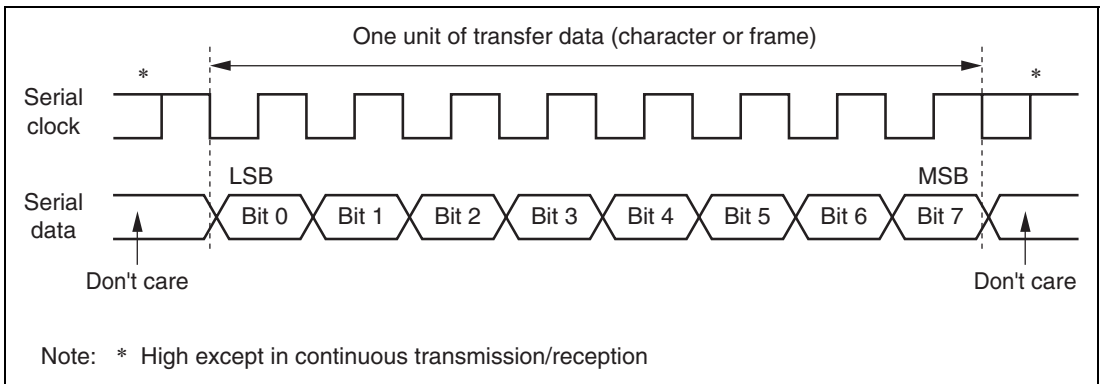 One unit of transfer data (character or frame)
* *
Serial
clock
LSB MSB
Serial
data
Bit 0 Bit 1 Bit 2 Bit 3 Bit 4 Bit 5 Bit 6 Bit 7
Don't care Don't care
Note: * High except in continuous transmission/reception